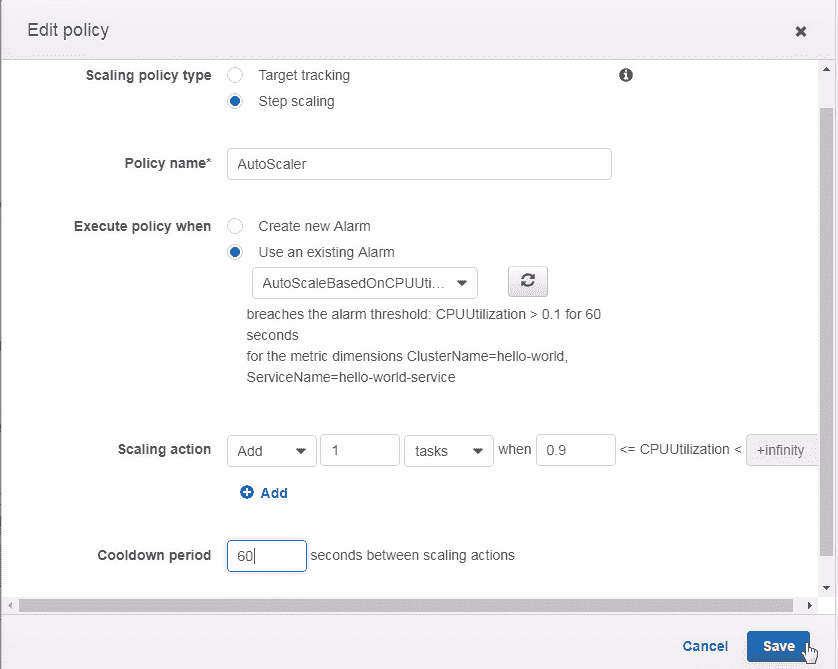 Edit policy
Scaling policy type Target tracking
Step scaling
Policy name* AutoScaler
Execute policy when Create new Alarm
Use an existing Alarm
AutoScaleBasedOnCPUUti...
breaches the alarm threshold: CPUUtilization > 0.1 for 60
seconds
for the metric dimensions ClusterName=hello-world,
ServiceName=hello-world-service
Scaling action Add 1 tasks when 0.9 <= CPUUtilization < +infinity
Add
Cooldown period 60 seconds between scaling actions
Cancel Save